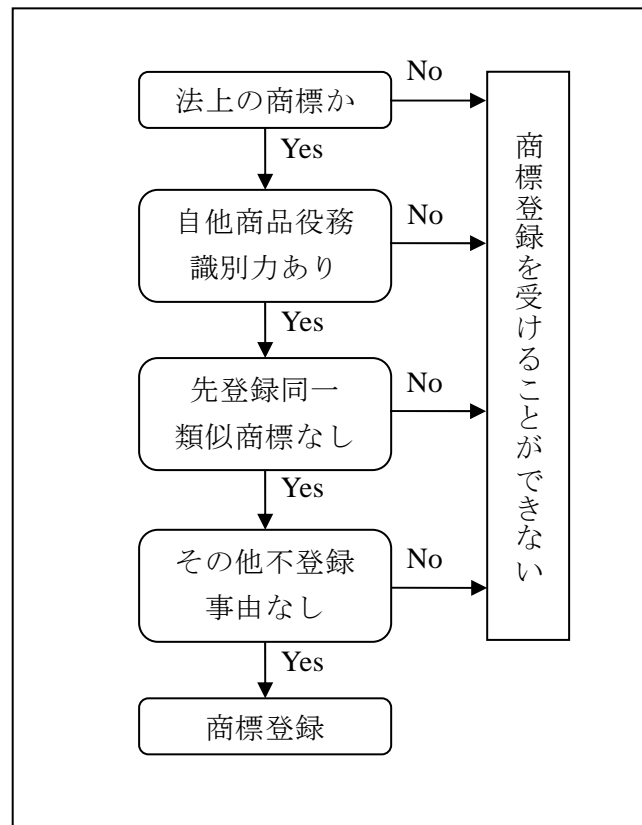 法上の商標か
No
Yes
自他商品役務
識別力あり
No
Yes
先登録同一
類似商標なし
No
Yes
その他不登録
事由なし
No
Yes
商標登録
商標登録を受けることができない